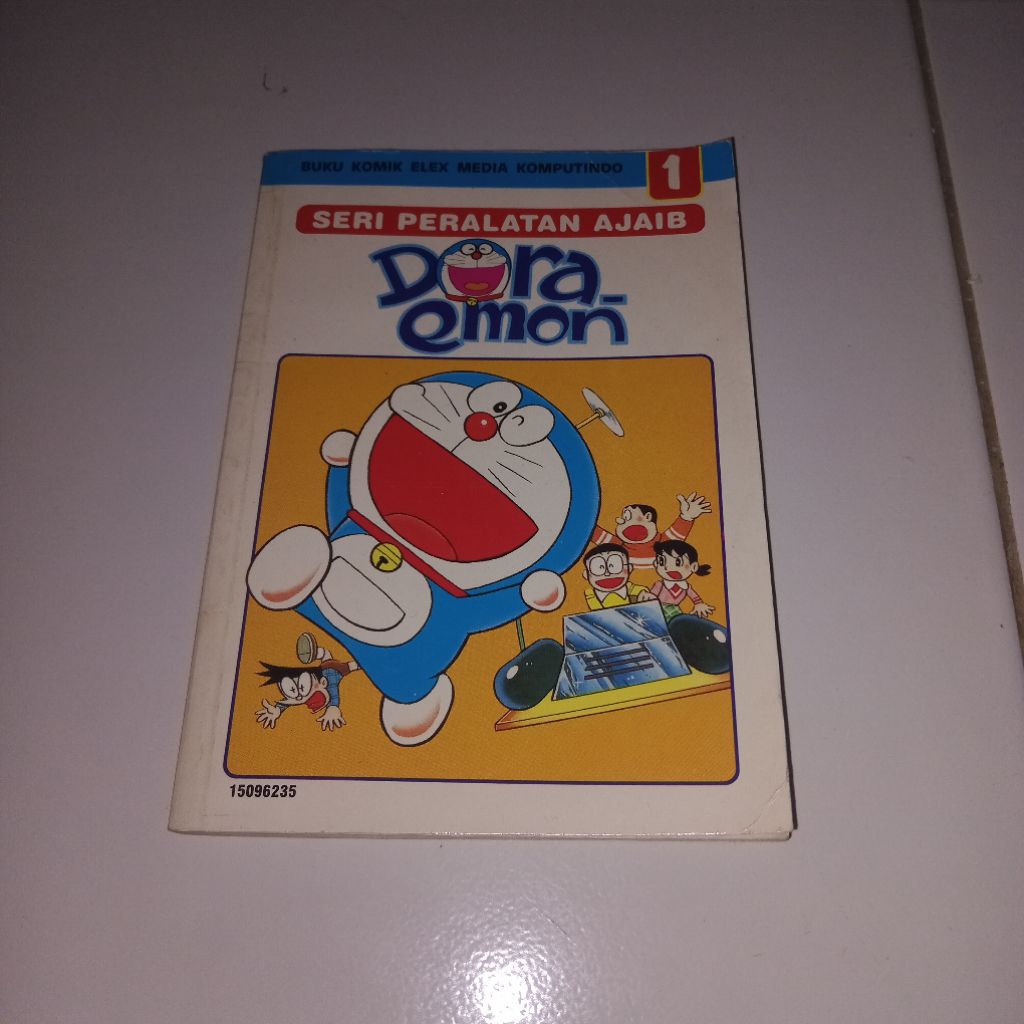 BUKU KOMIK ELEX MEDIA KOMPUTINDO
1
SERI PERALATAN AJAIB
Dora
emon
15096235